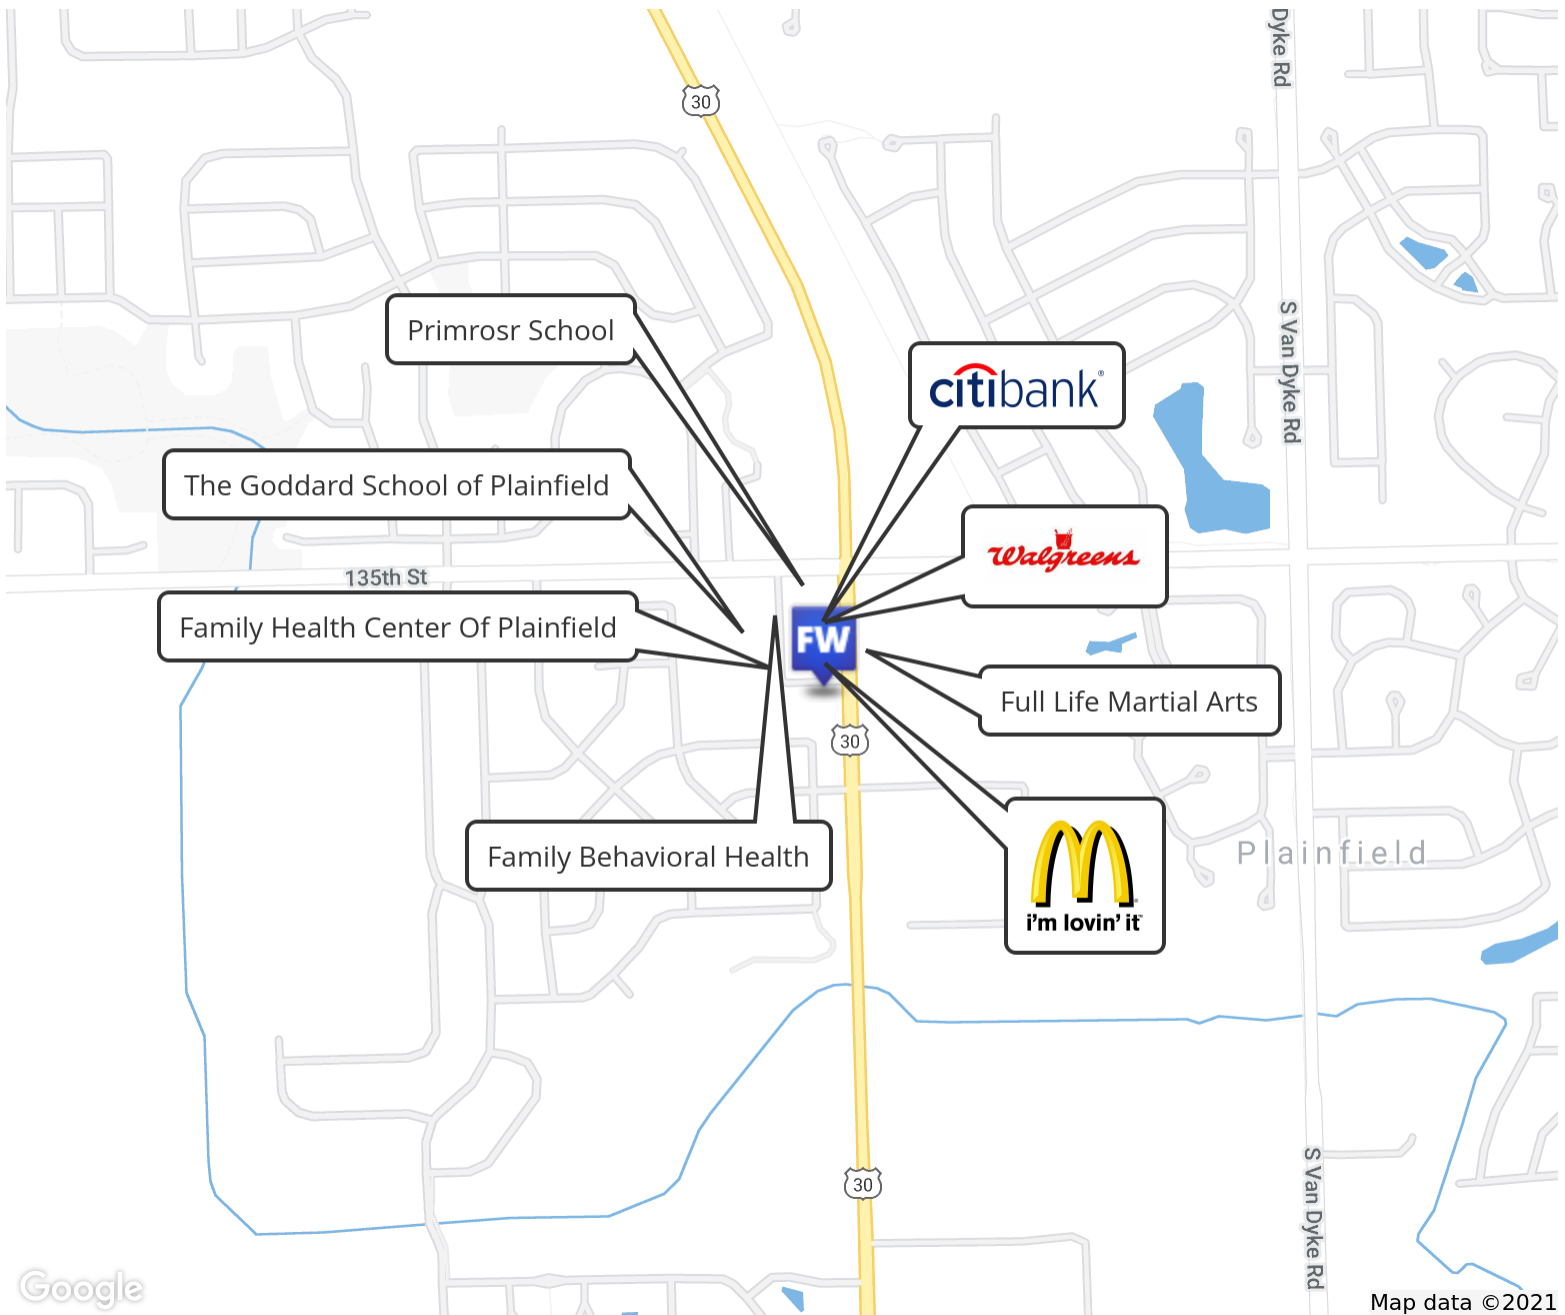 Dyke Rd
30
Primrosr School
S Van Dyke Rd
citibank®
The Goddard School of Plainfield
Walgreens
135th St
Family Health Center Of Plainfield
FW
Full Life Martial Arts
30
Family Behavioral Health
Plainfield
i'm lovin' it
30
S Van Dyke Rd
Google
Map data ©2021